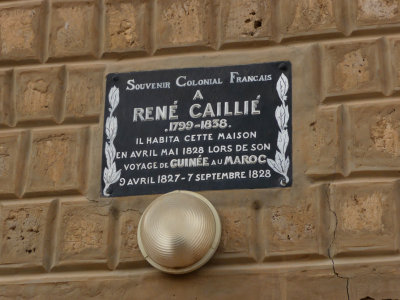 Souvenir Colonial Français
A
RENÉ CAILLIÉ
.1799-1838.
IL HABITA CETTE MAISON
EN AVRIL MAI 1828 LORS DE SON
VOYAGE DE GUINÉE AU MAROC
9 AVRIL 1827-7 SEPTEMBRE 1828